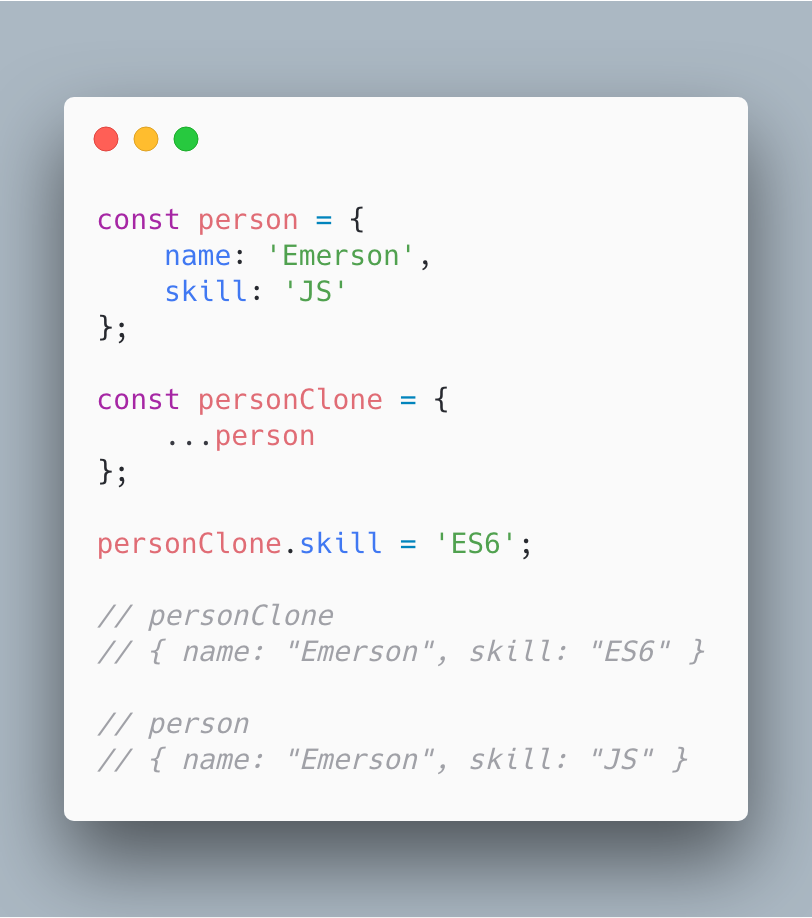 const person = {
    name: 'Emerson',
    skill: 'JS'
};

const personClone = {
    ...person
};

personClone.skill = 'ES6';

// personClone
// { name: "Emerson", skill: "ES6" }

// person
// { name: "Emerson", skill: "JS" }